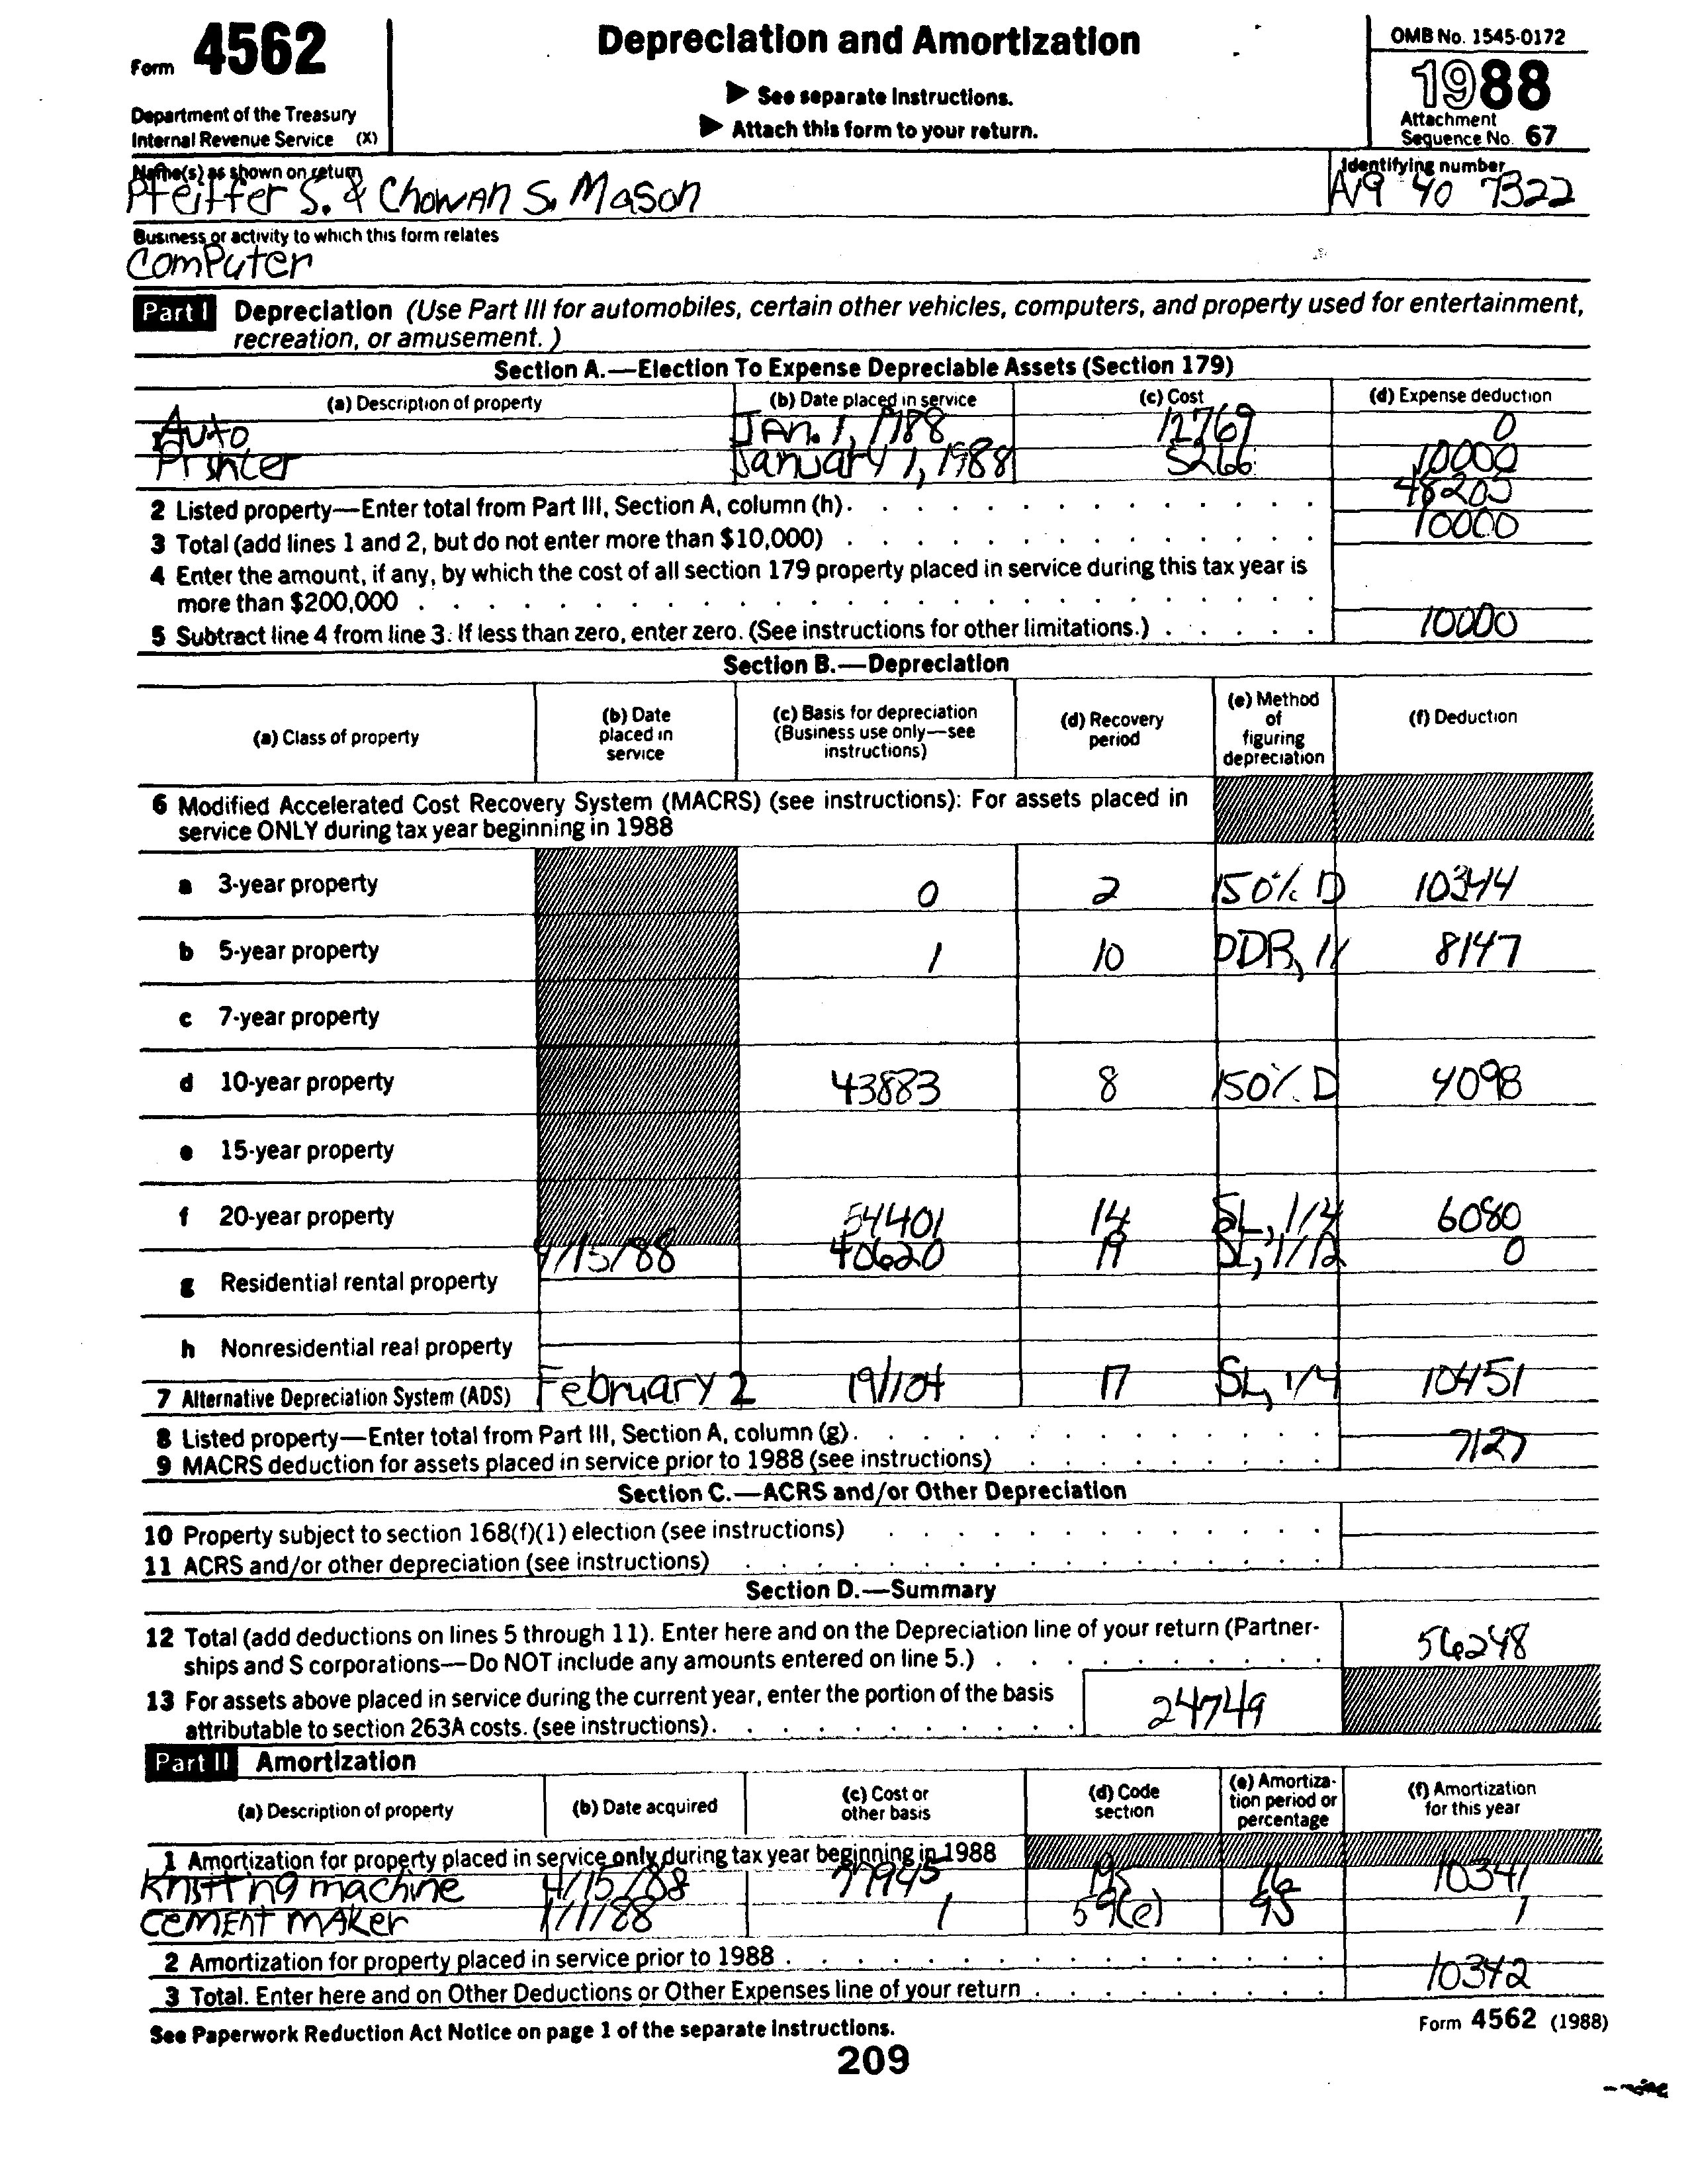 Form 4562
Depreciation and Amortization
OMB No. 1545-0172
1988
Department of the Treasury
Internal Revenue Service (X)
▶ See separate Instructions.
▶ Attach this form to your return.
Attachment
Sequence No. 67
Name(s) as shown on return
Pfeiffer S. & Chowan S. Mason
Identifying number
40 7322
Business or activity to which this form relates
Computer
Part I Depreciation (Use Part III for automobiles, certain other vehicles, computers, and property used for entertainment,
recreation, or amusement.)
Section A.—Election To Expense Depreciable Assets (Section 179)
(a) Description of property (b) Date placed in service (c) Cost (d) Expense deduction
1 Auto JAn. 1, 1988 12769 0
January 1, 1988 5266 10000
2 Listed property—Enter total from Part III, Section A, column (h). 48205
3 Total (add lines 1 and 2, but do not enter more than $10,000) 10000
4 Enter the amount, if any, by which the cost of all section 179 property placed in service during this tax year is
more than $200,000
5 Subtract line 4 from line 3. If less than zero, enter zero. (See instructions for other limitations.) 10000
Section B.—Depreciation
(a) Class of property (b) Date placed in service (c) Basis for depreciation (Business use only—see instructions) (d) Recovery period (e) Method of figuring depreciation (f) Deduction
6 Modified Accelerated Cost Recovery System (MACRS) (see instructions): For assets placed in
service ONLY during tax year beginning in 1988
a 3-year property 0 2 150% D 10344
b 5-year property 1 10 DDB, 1/ 8147
c 7-year property
d 10-year property 43883 8 150% D 4098
e 15-year property
f 20-year property 54401 14 SL, 1/4 6080
4/15/88 40620 19 SL, 1/12 0
g Residential rental property
h Nonresidential real property
7 Alternative Depreciation System (ADS) February 2 191104 17 SL, 1/4 10451
8 Listed property—Enter total from Part III, Section A, column (g). 7127
9 MACRS deduction for assets placed in service prior to 1988 (see instructions)
Section C.—ACRS and/or Other Depreciation
10 Property subject to section 168(f)(1) election (see instructions)
11 ACRS and/or other depreciation (see instructions)
Section D.—Summary
12 Total (add deductions on lines 5 through 11). Enter here and on the Depreciation line of your return (Partner-
ships and S corporations—Do NOT include any amounts entered on line 5.) 56248
13 For assets above placed in service during the current year, enter the portion of the basis
attributable to section 263A costs. (see instructions). 24749
Part II Amortization
(a) Description of property (b) Date acquired (c) Cost or other basis (d) Code section (e) Amortization period or percentage (f) Amortization for this year
1 Amortization for property placed in service only during tax year beginning in 1988
machine 4/15/88 77945 195 16 10341
CEMENT MAKER 1/1/88 1 59(e) 95 1
2 Amortization for property placed in service prior to 1988
3 Total. Enter here and on Other Deductions or Other Expenses line of your return 10342
See Paperwork Reduction Act Notice on page 1 of the separate Instructions.
Form 4562 (1988)
209